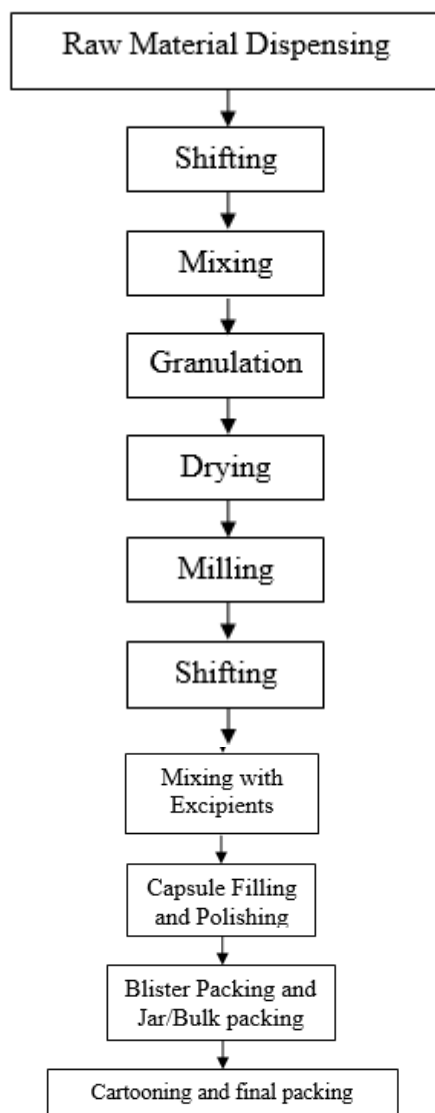 Raw Material Dispensing
Shifting
Mixing
Granulation
Drying
Milling
Shifting
Mixing with
Excipients
Capsule Filling
and Polishing
Blister Packing and
Jar/Bulk packing
Cartooning and final packing